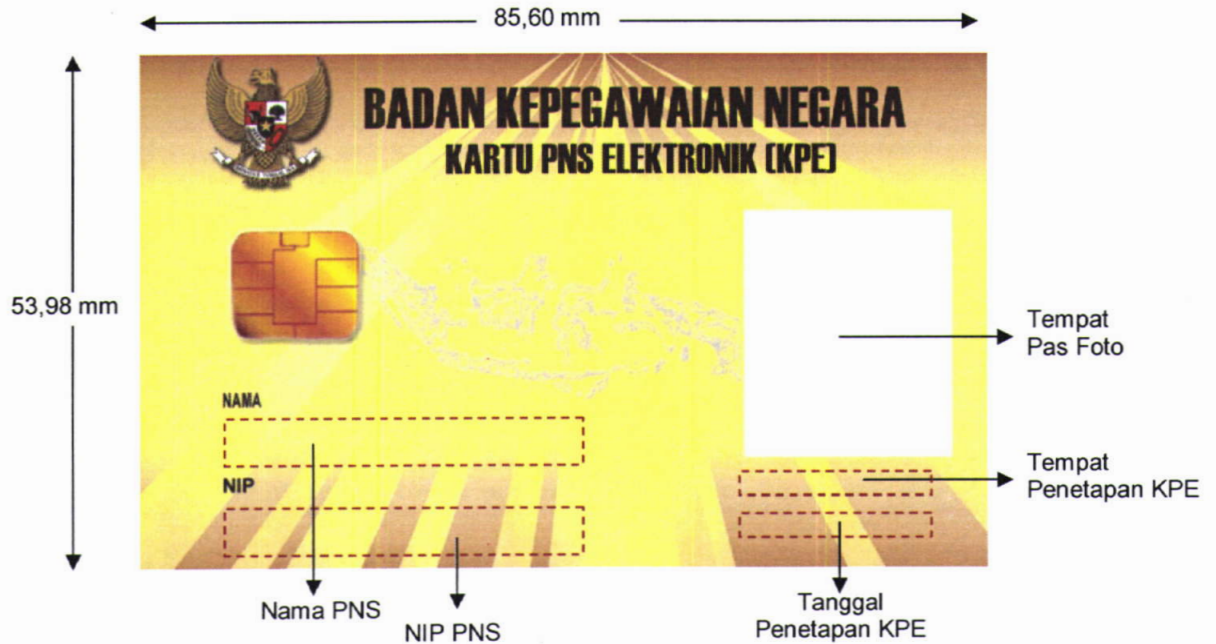 85,60 mm
BADAN KEPEGAWAIAN NEGARA
KARTU PNS ELEKTRONIK (KPE)
53,98 mm
Tempat
Pas Foto
NAMA
Tempat
Penetapan KPE
NIP
Nama PNS
NIP PNS
Tanggal
Penetapan KPE